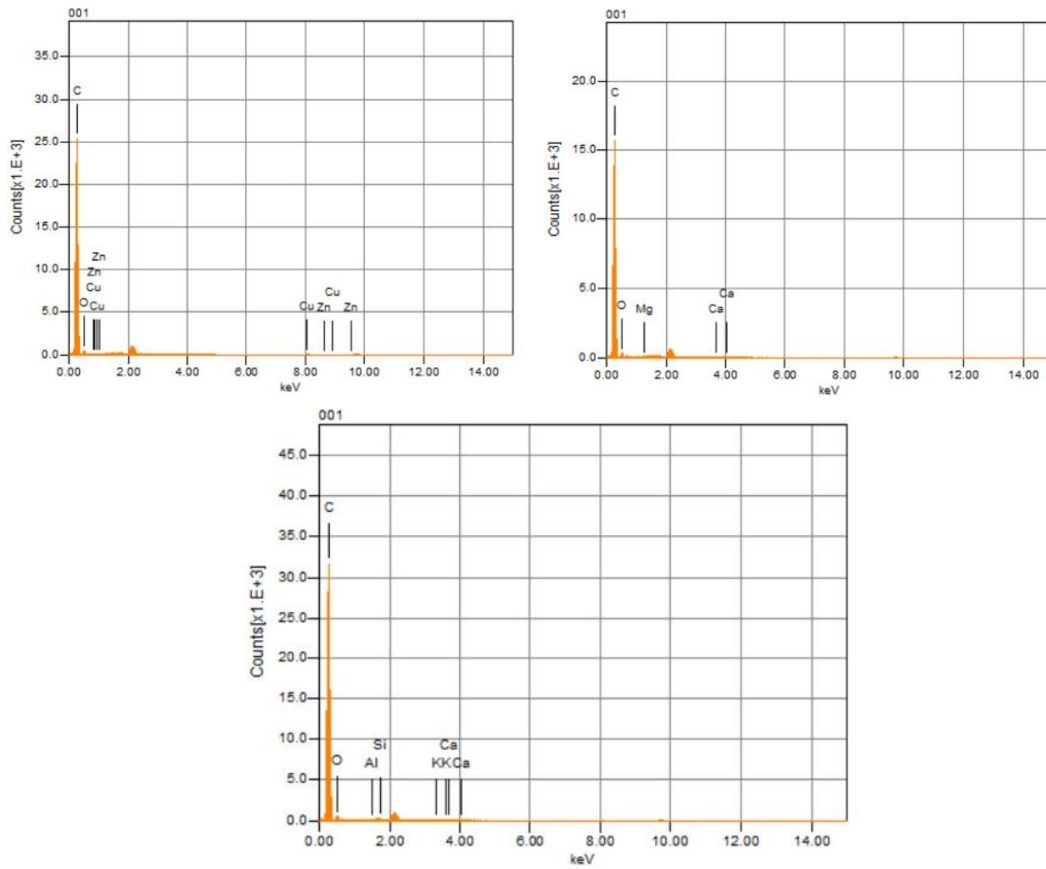 001
Counts[x1.E+3]
35.0
30.0
25.0
20.0
15.0
10.0
5.0
0.0
C
Zn
Zn
Cu
O Cu
Cu
Cu Zn Zn
0.00 2.00 4.00 6.00 8.00 10.00 12.00 14.00
keV
001
Counts[x1.E+3]
20.0
15.0
10.0
5.0
0.0
C
Ca
O Mg Ca
0.00 2.00 4.00 6.00 8.00 10.00 12.00 14.00
keV
001
Counts[x1.E+3]
45.0
40.0
35.0
30.0
25.0
20.0
15.0
10.0
5.0
0.0
C
Si Ca
O Al KKCa
0.00 2.00 4.00 6.00 8.00 10.00 12.00 14.00
keV